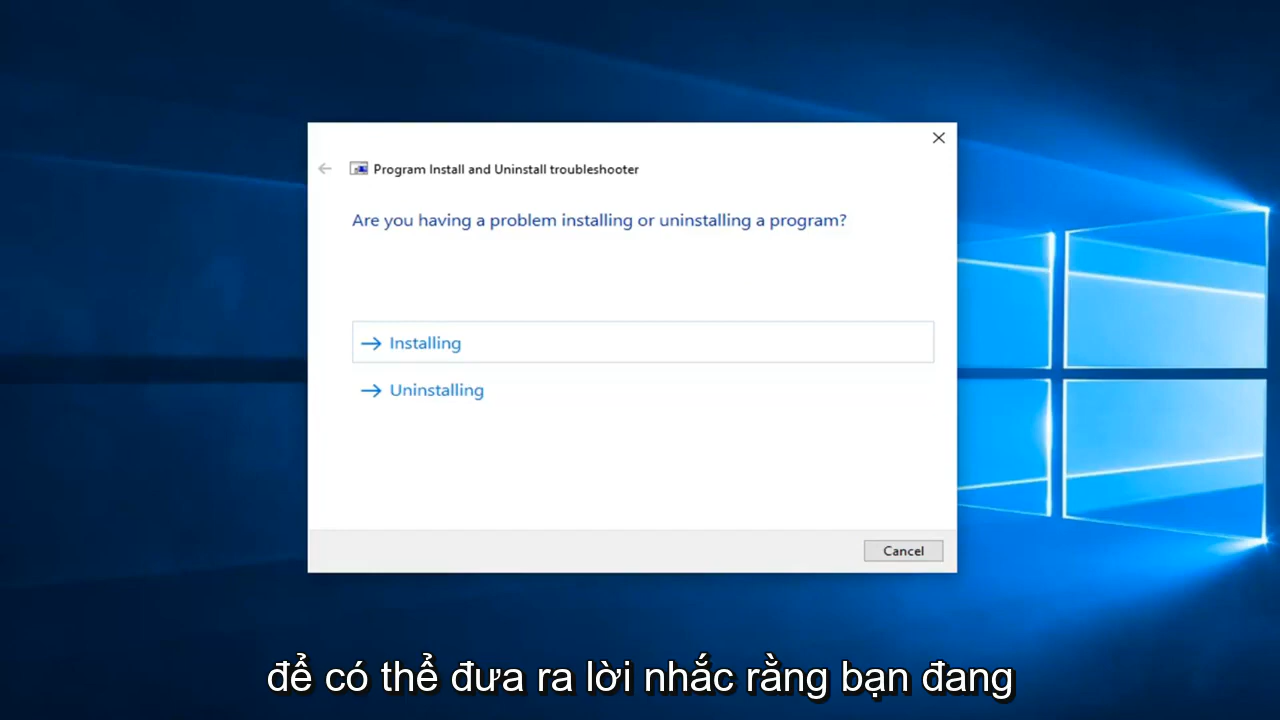 Program Install and Uninstall troubleshooter
Are you having a problem installing or uninstalling a program?
Installing
Uninstalling
Cancel
để có thể đưa ra lời nhắc rằng bạn đang